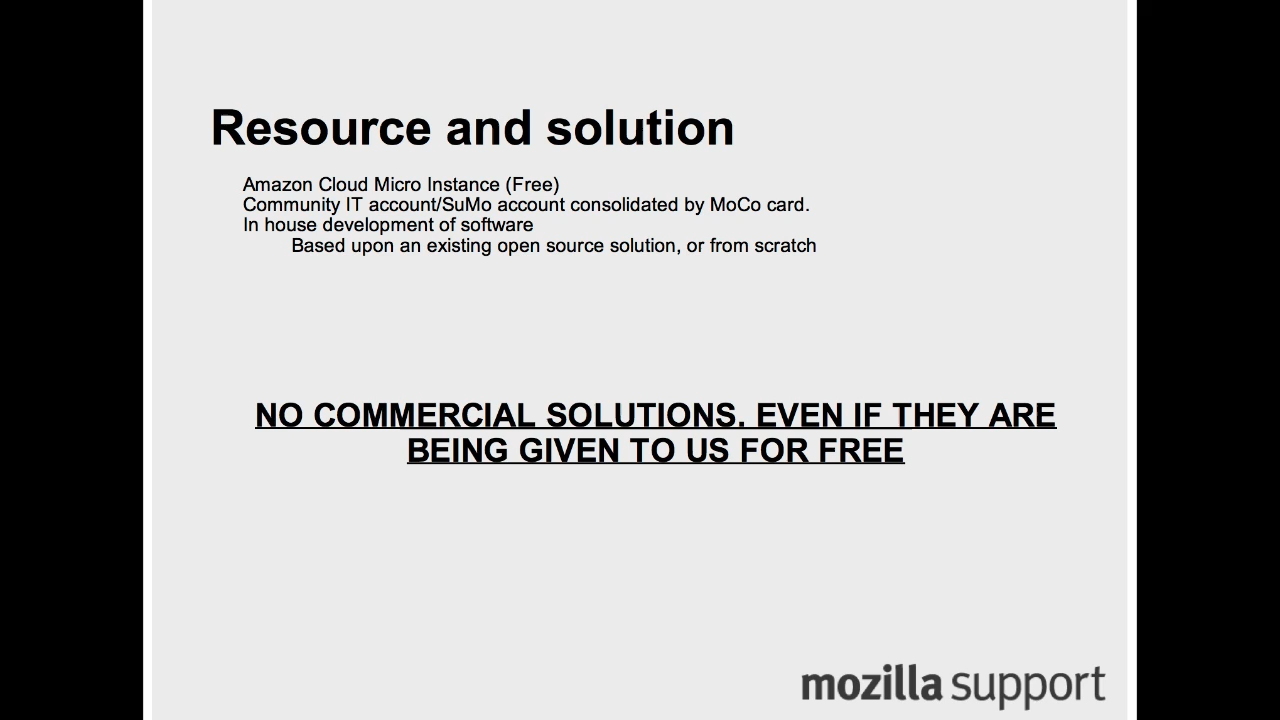 Resource and solution
Amazon Cloud Micro Instance (Free)
Community IT account/SuMo account consolidated by MoCo card.
In house development of software
Based upon an existing open source solution, or from scratch
NO COMMERCIAL SOLUTIONS. EVEN IF THEY ARE
BEING GIVEN TO US FOR FREE
mozilla support